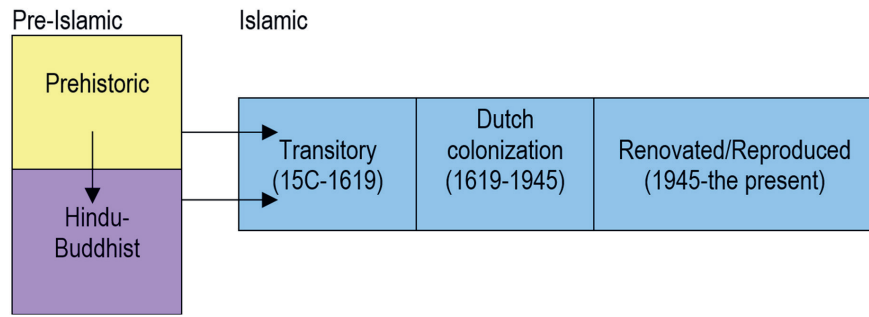 Pre-Islamic
Islamic
Prehistoric
Hindu-
Buddhist
Transitory
(15C-1619)
Dutch
colonization
(1619-1945)
Renovated/Reproduced
(1945-the present)